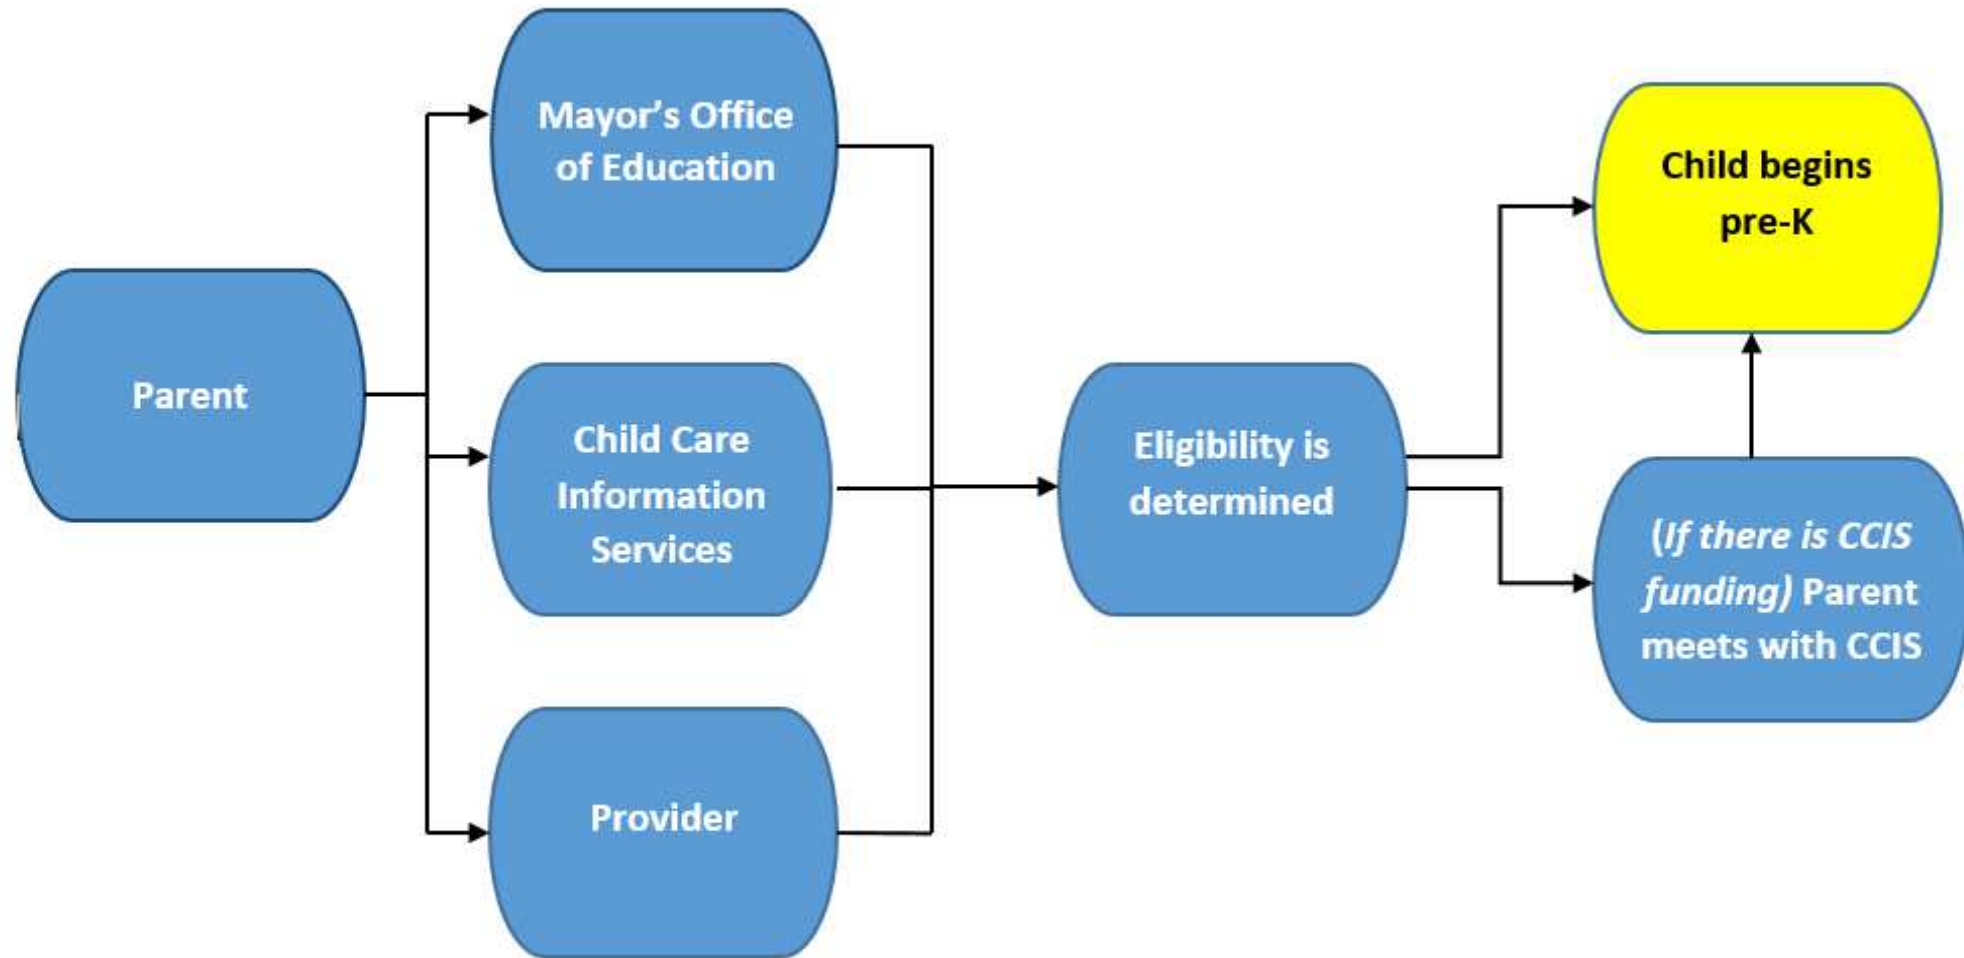 Parent
Mayor’s Office
of Education
Child Care
Information
Services
Provider
Eligibility is
determined
Child begins
pre-K
(If there is CCIS
funding) Parent
meets with CCIS